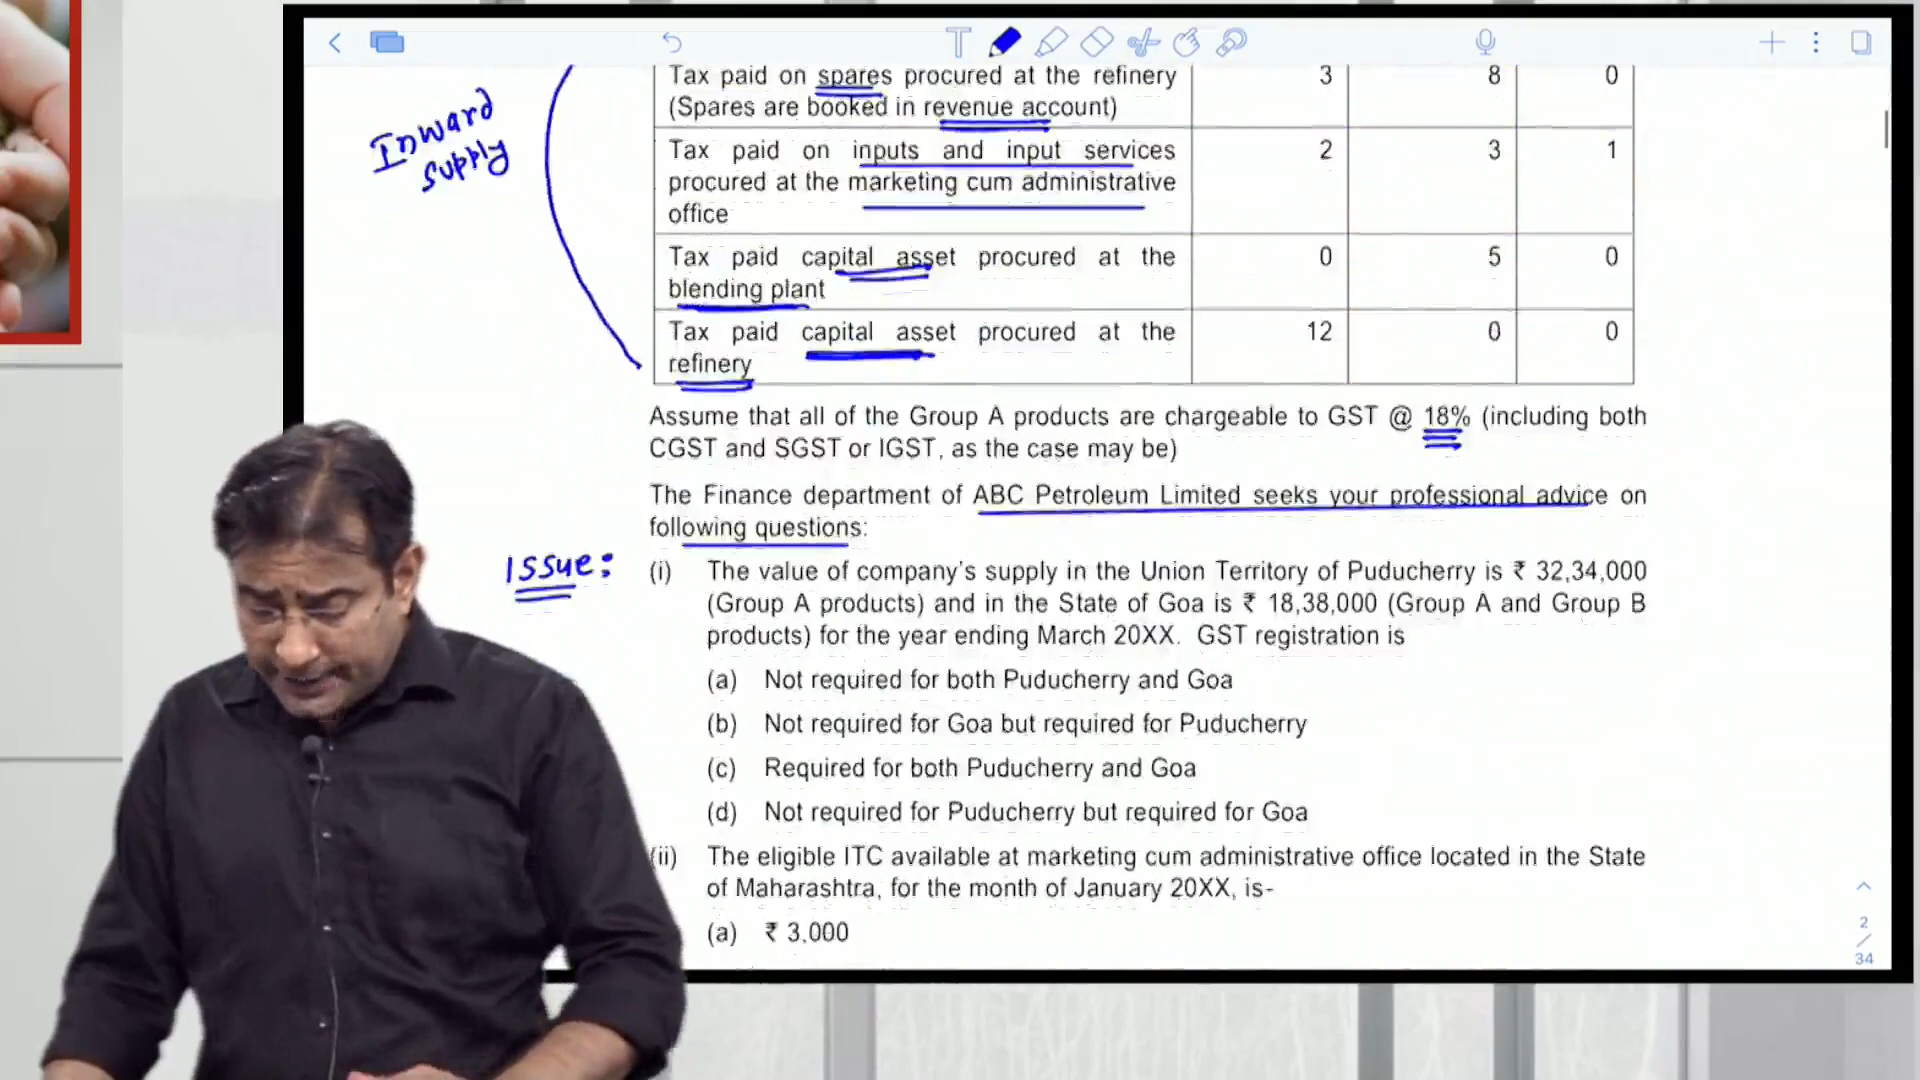 Tax paid on spares procured at the refinery 3 8 0
(Spares are booked in revenue account)
Inward
supply
Tax paid on inputs and input services 2 3 1
procured at the marketing cum administrative
office
Tax paid capital asset procured at the 0 5 0
blending plant
Tax paid capital asset procured at the 12 0 0
refinery
Assume that all of the Group A products are chargeable to GST @ 18% (including both
CGST and SGST or IGST, as the case may be)
The Finance department of ABC Petroleum Limited seeks your professional advice on
following questions:
Issue:
(i) The value of company's supply in the Union Territory of Puducherry is ₹ 32,34,000
(Group A products) and in the State of Goa is ₹ 18,38,000 (Group A and Group B
products) for the year ending March 20XX. GST registration is
(a) Not required for both Puducherry and Goa
(b) Not required for Goa but required for Puducherry
(c) Required for both Puducherry and Goa
(d) Not required for Puducherry but required for Goa
(ii) The eligible ITC available at marketing cum administrative office located in the State
of Maharashtra, for the month of January 20XX, is-
(a) ₹ 3,000
2
/
34